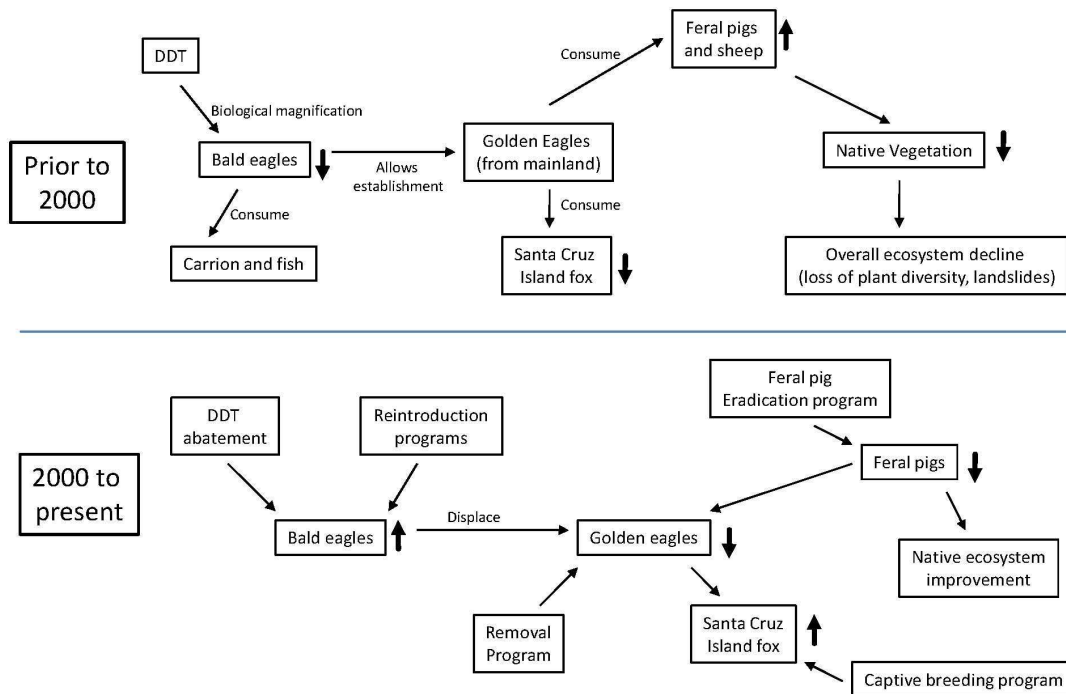 Prior to
2000
DDT
Biological magnification
Bald eagles
Consume
Carrion and fish
Allows
establishment
Golden Eagles
(from mainland)
Consume
Feral pigs
and sheep
Consume
Santa Cruz
Island fox
Native Vegetation
Overall ecosystem decline
(loss of plant diversity, landslides)
2000 to
present
DDT
abatement
Reintroduction
programs
Bald eagles
Displace
Golden eagles
Removal
Program
Feral pig
Eradication program
Feral pigs
Native ecosystem
improvement
Santa Cruz
Island fox
Captive breeding program